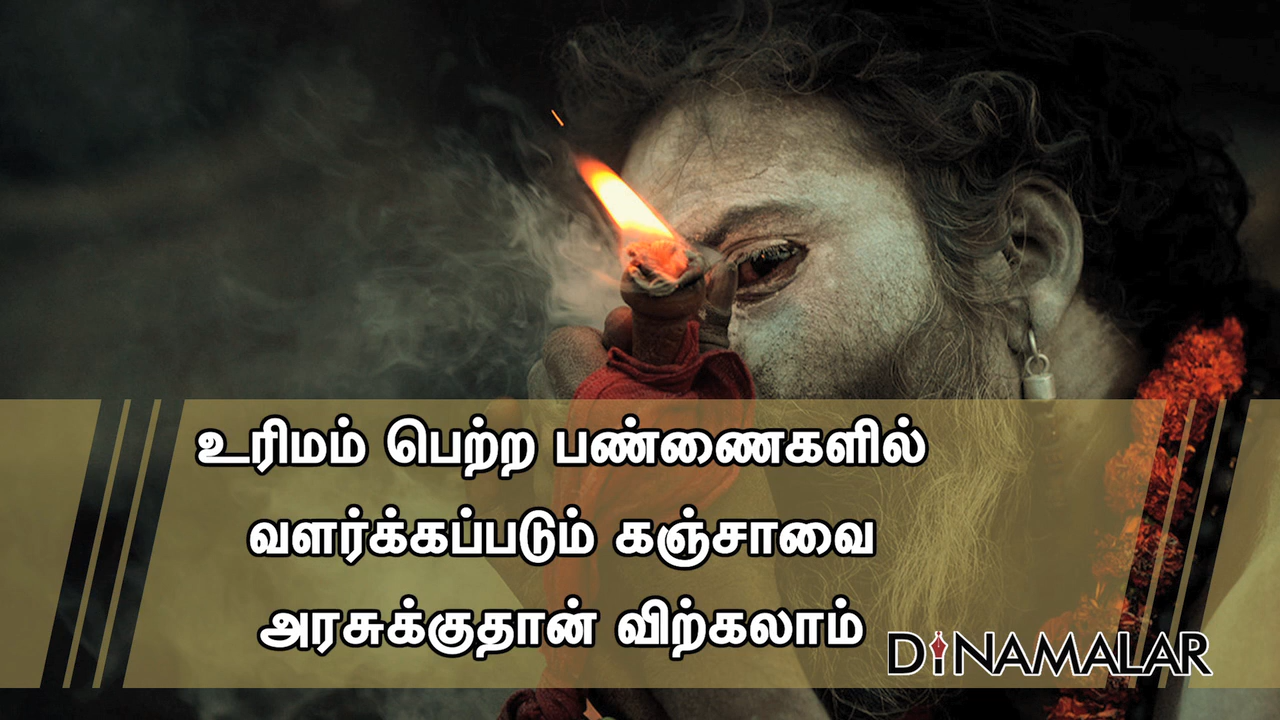 உரிமம் பெற்ற பண்ணைகளில்
வளர்க்கப்படும் கஞ்சாவை
அரசுக்குதான் விற்கலாம்
DINAMALAR